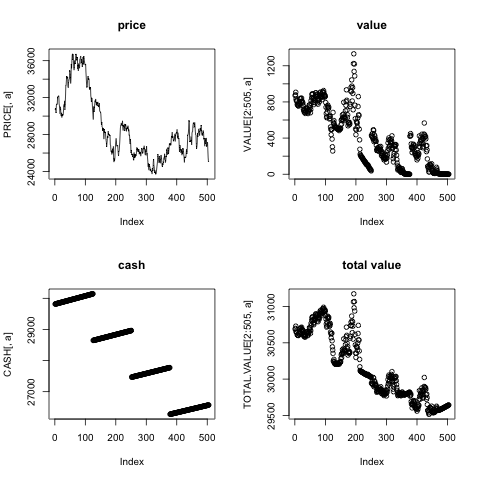 price
PRICE[, a]
24000 28000 32000 36000
0 100 200 300 400 500
Index
value
VALUE[2:505, a]
0 200 400 800 1200
0 100 200 300 400 500
Index
cash
CASH[, a]
27000 29000
0 100 200 300 400 500
Index
total value
TOTAL.VALUE[2:505, a]
29500 30000 31000
0 100 200 300 400 500
Index